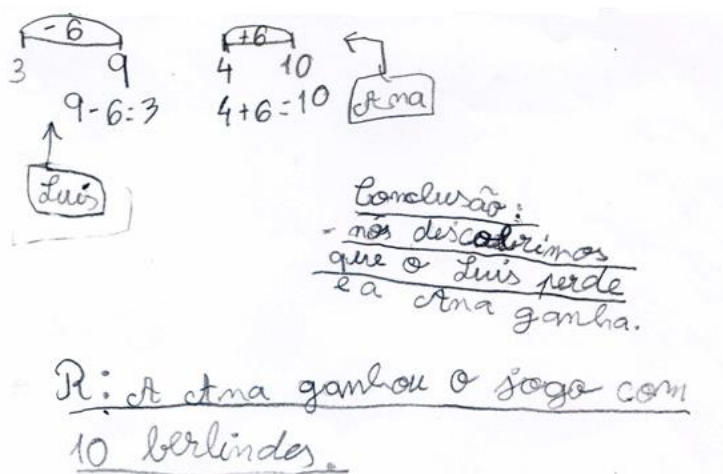 -6
+6
3 9
4 10
9-6=3
4+6=10
Ana
Luís
Conclusão:
- nós descobrimos
que o Luís perde
e a Ana ganha.
R: A Ana ganhou o jogo com
10 berlindes.